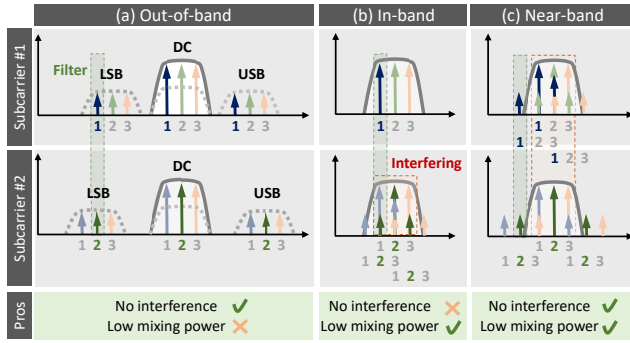 (a) Out-of-band
(b) In-band
(c) Near-band
Subcarrier #1
Filter
LSB
DC
USB
1 2 3
1 2 3
1 2 3
1 2 3
1 2 3
1 2 3
1 2 3
Subcarrier #2
LSB
DC
USB
1 2 3
1 2 3
1 2 3
Interfering
1 2 3
1 2 3
1 2 3
1 2 3
1 2 3
1 2 3
Pros
No interference
Low mixing power
No interference
Low mixing power
No interference
Low mixing power